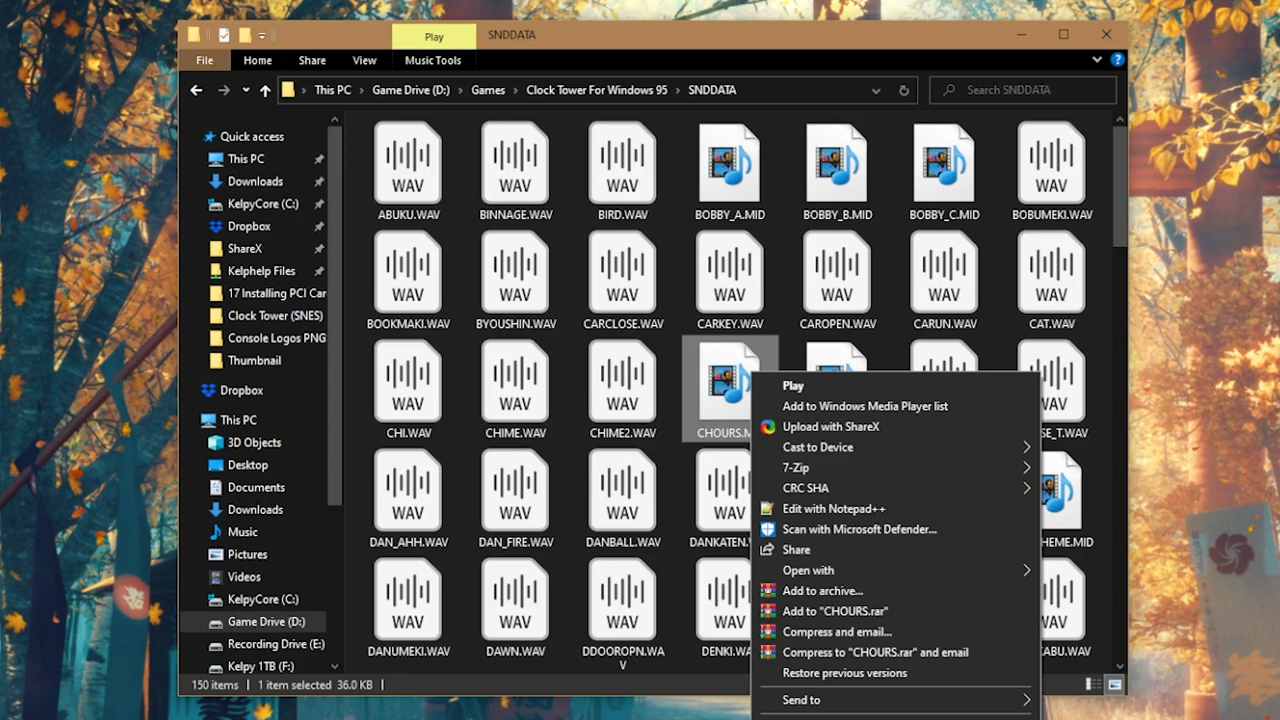 Play
SNDDATA
File
Home
Share
View
Music Tools
This PC
Game Drive (D:)
Games
Clock Tower For Windows 95
SNDDATA
Search SNDDATA
Quick access
This PC
Downloads
KelpyCore (C:)
Dropbox
ShareX
Kelphelp Files
17 Installing PCI Car
Clock Tower (SNES)
Console Logos PNG
Thumbnail
Dropbox
This PC
3D Objects
Desktop
Documents
Downloads
Music
Pictures
Videos
KelpyCore (C:)
Game Drive (D:)
Recording Drive (E:)
Kelpy 1TB (F:)
WAV
WAV
WAV
WAV
ABUKU.WAV
BINNAGE.WAV
BIRD.WAV
BOBBY_A.MID
BOBBY_B.MID
BOBBY_C.MID
BOBUMEKI.WAV
WAV
WAV
WAV
WAV
WAV
WAV
WAV
BOOKMAKI.WAV
BYOUSHIN.WAV
CARCLOSE.WAV
CARKEY.WAV
CAROPEN.WAV
CARUN.WAV
CAT.WAV
WAV
WAV
WAV
WAV
CHI.WAV
CHIME.WAV
CHIME2.WAV
CHOURS.M
SE_T.WAV
WAV
WAV
WAV
WAV
DAN_AHH.WAV
DAN_FIRE.WAV
DANBALL.WAV
DANKATEN.
HEME.MID
WAV
WAV
WAV
WAV
WAV
DANUMEKI.WAV
DAWN.WAV
DDOOROPN.WA
V
DENKI.WA
ABU.WAV
Play
Add to Windows Media Player list
Upload with ShareX
Cast to Device
7-Zip
CRC SHA
Edit with Notepad++
Scan with Microsoft Defender...
Share
Open with
Add to archive...
Add to "CHOURS.rar"
Compress and email...
Compress to "CHOURS.rar" and email
Restore previous versions
Send to
150 items
1 item selected 36.0 KB